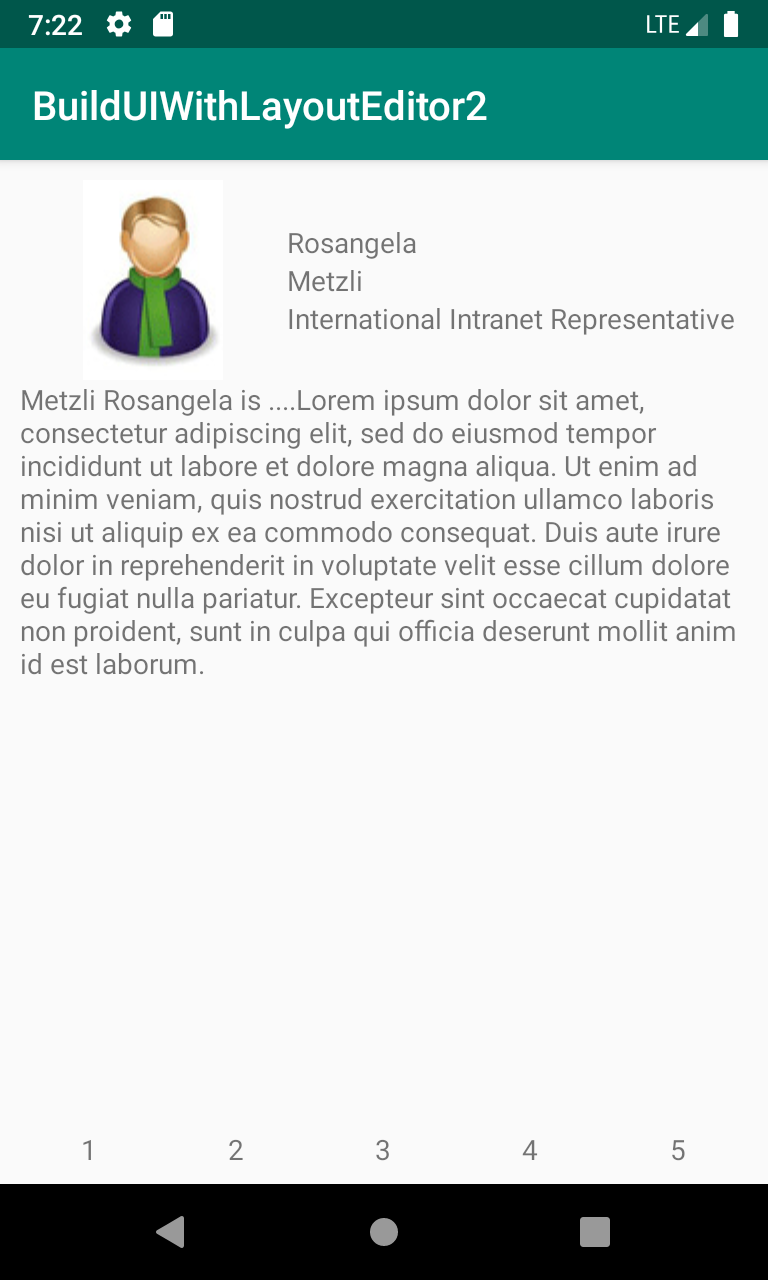 7:22 LTE
BuildUIWithLayoutEditor2
Rosangela
Metzli
International Intranet Representative
Metzli Rosangela is ....Lorem ipsum dolor sit amet,
consectetur adipiscing elit, sed do eiusmod tempor
incididunt ut labore et dolore magna aliqua. Ut enim ad
minim veniam, quis nostrud exercitation ullamco laboris
nisi ut aliquip ex ea commodo consequat. Duis aute irure
dolor in reprehenderit in voluptate velit esse cillum dolore
eu fugiat nulla pariatur. Excepteur sint occaecat cupidatat
non proident, sunt in culpa qui officia deserunt mollit anim
id est laborum.
1 2 3 4 5